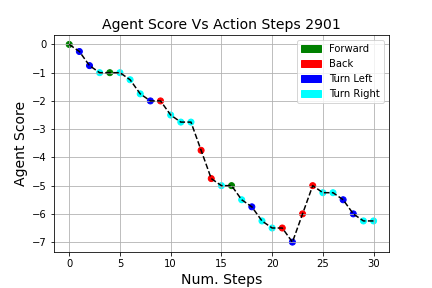 Agent Score Vs Action Steps 2901
Agent Score
0
−1
−2
−3
−4
−5
−6
−7
Forward
Back
Turn Left
Turn Right
0 5 10 15 20 25 30
Num. Steps